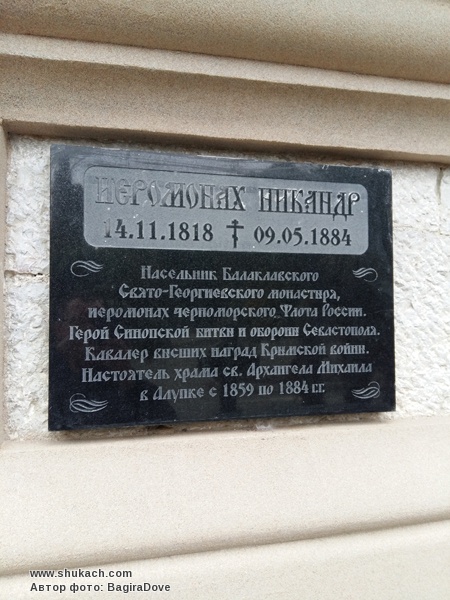 ИЕРОМОНАХ НИКАНДР
14.11.1818 ☦ 09.05.1884
Насельник Балаклавского
Свято-Георгиевского монастыря,
иеромонах черноморского Флота России.
Герой Синопской битвы и обороны Севастополя.
Кавалер высших наград Крымской войны.
Настоятель храма св. Архангела Михаила
в Алупке с 1859 по 1884 г.г.
www.shukach.com
Автор фото: BagiraDove